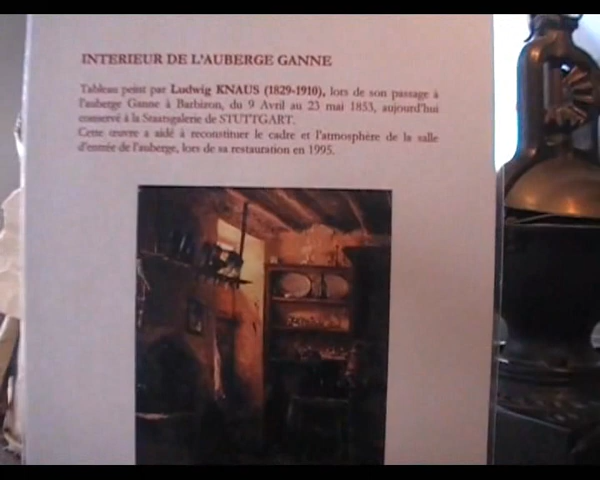 INTERIEUR DE L'AUBERGE GANNE
Tableau peint par Ludwig KNAUS (1829-1910), lors de son passage à
l'auberge Ganne à Barbizon, du 9 Avril au 23 mai 1853, aujourd'hui
conservé à la Staatsgalerie de STUTTGART.
Cette œuvre a aidé à reconstituer le cadre et l'atmosphère de la salle
d'entrée de l'auberge, lors de sa restauration en 1995.